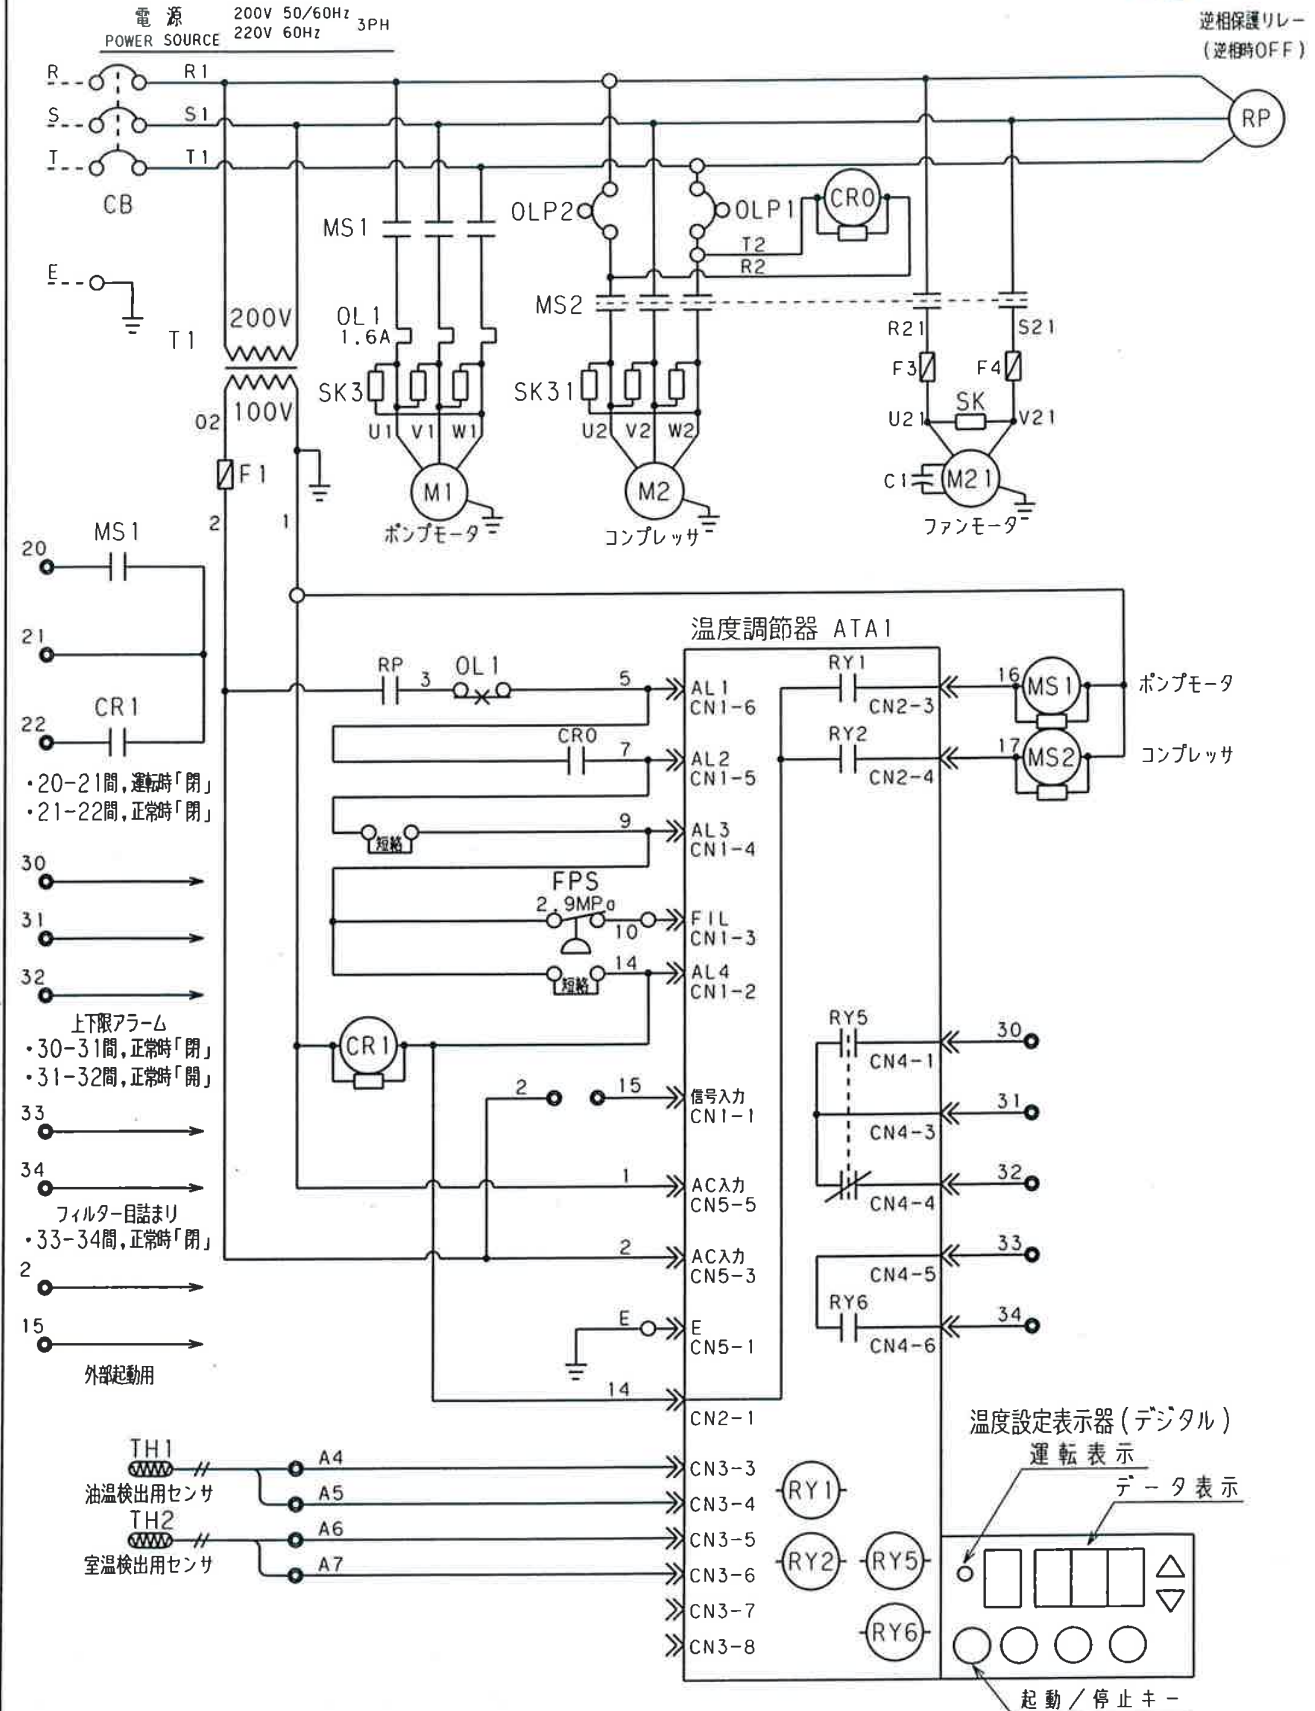 電 源 200V 50/60Hz 3PH
POWER SOURCE 220V 60Hz
逆相保護リレー
(逆相時OFF)
R R1
S S1
T T1
CB
RP
E
OLP2
OLP1
CR0
T2
R2
MS1
MS2
R21
S21
T1
200V
100V
OL1
1.6A
SK3
SK31
F3
F4
SK
U21
V21
O2
F1
2
1
U1 V1 W1
U2 V2 W2
M1
M2
C1
M21
ポンプモータ
コンプレッサ
ファンモータ
20
MS1
21
22
CR1
・20-21間,運転時「閉」
・21-22間,正常時「閉」
30
31
32
上下限アラーム
・30-31間,正常時「閉」
・31-32間,正常時「開」
33
34
フィルター目詰まり
・33-34間,正常時「閉」
2
15
外部起動用
温度調節器 ATA1
RP
3
OL1
5
AL1
CN1-6
CR0
7
AL2
CN1-5
短絡
9
AL3
CN1-4
FPS
2.9MPa
10
FIL
CN1-3
短絡
14
AL4
CN1-2
CR1
2
15
信号入力
CN1-1
1
AC入力
CN5-5
2
AC入力
CN5-3
E
E
CN5-1
14
CN2-1
RY1
CN2-3
16
MS1
ポンプモータ
RY2
CN2-4
17
MS2
コンプレッサ
RY5
CN4-1
30
CN4-3
31
CN4-4
32
CN4-5
33
RY6
CN4-6
34
TH1
油温検出用センサ
A4
CN3-3
A5
CN3-4
TH2
室温検出用センサ
A6
CN3-5
A7
CN3-6
CN3-7
CN3-8
RY1
RY2
RY5
RY6
温度設定表示器(デジタル)
運転表示
データ表示
起動/停止キー